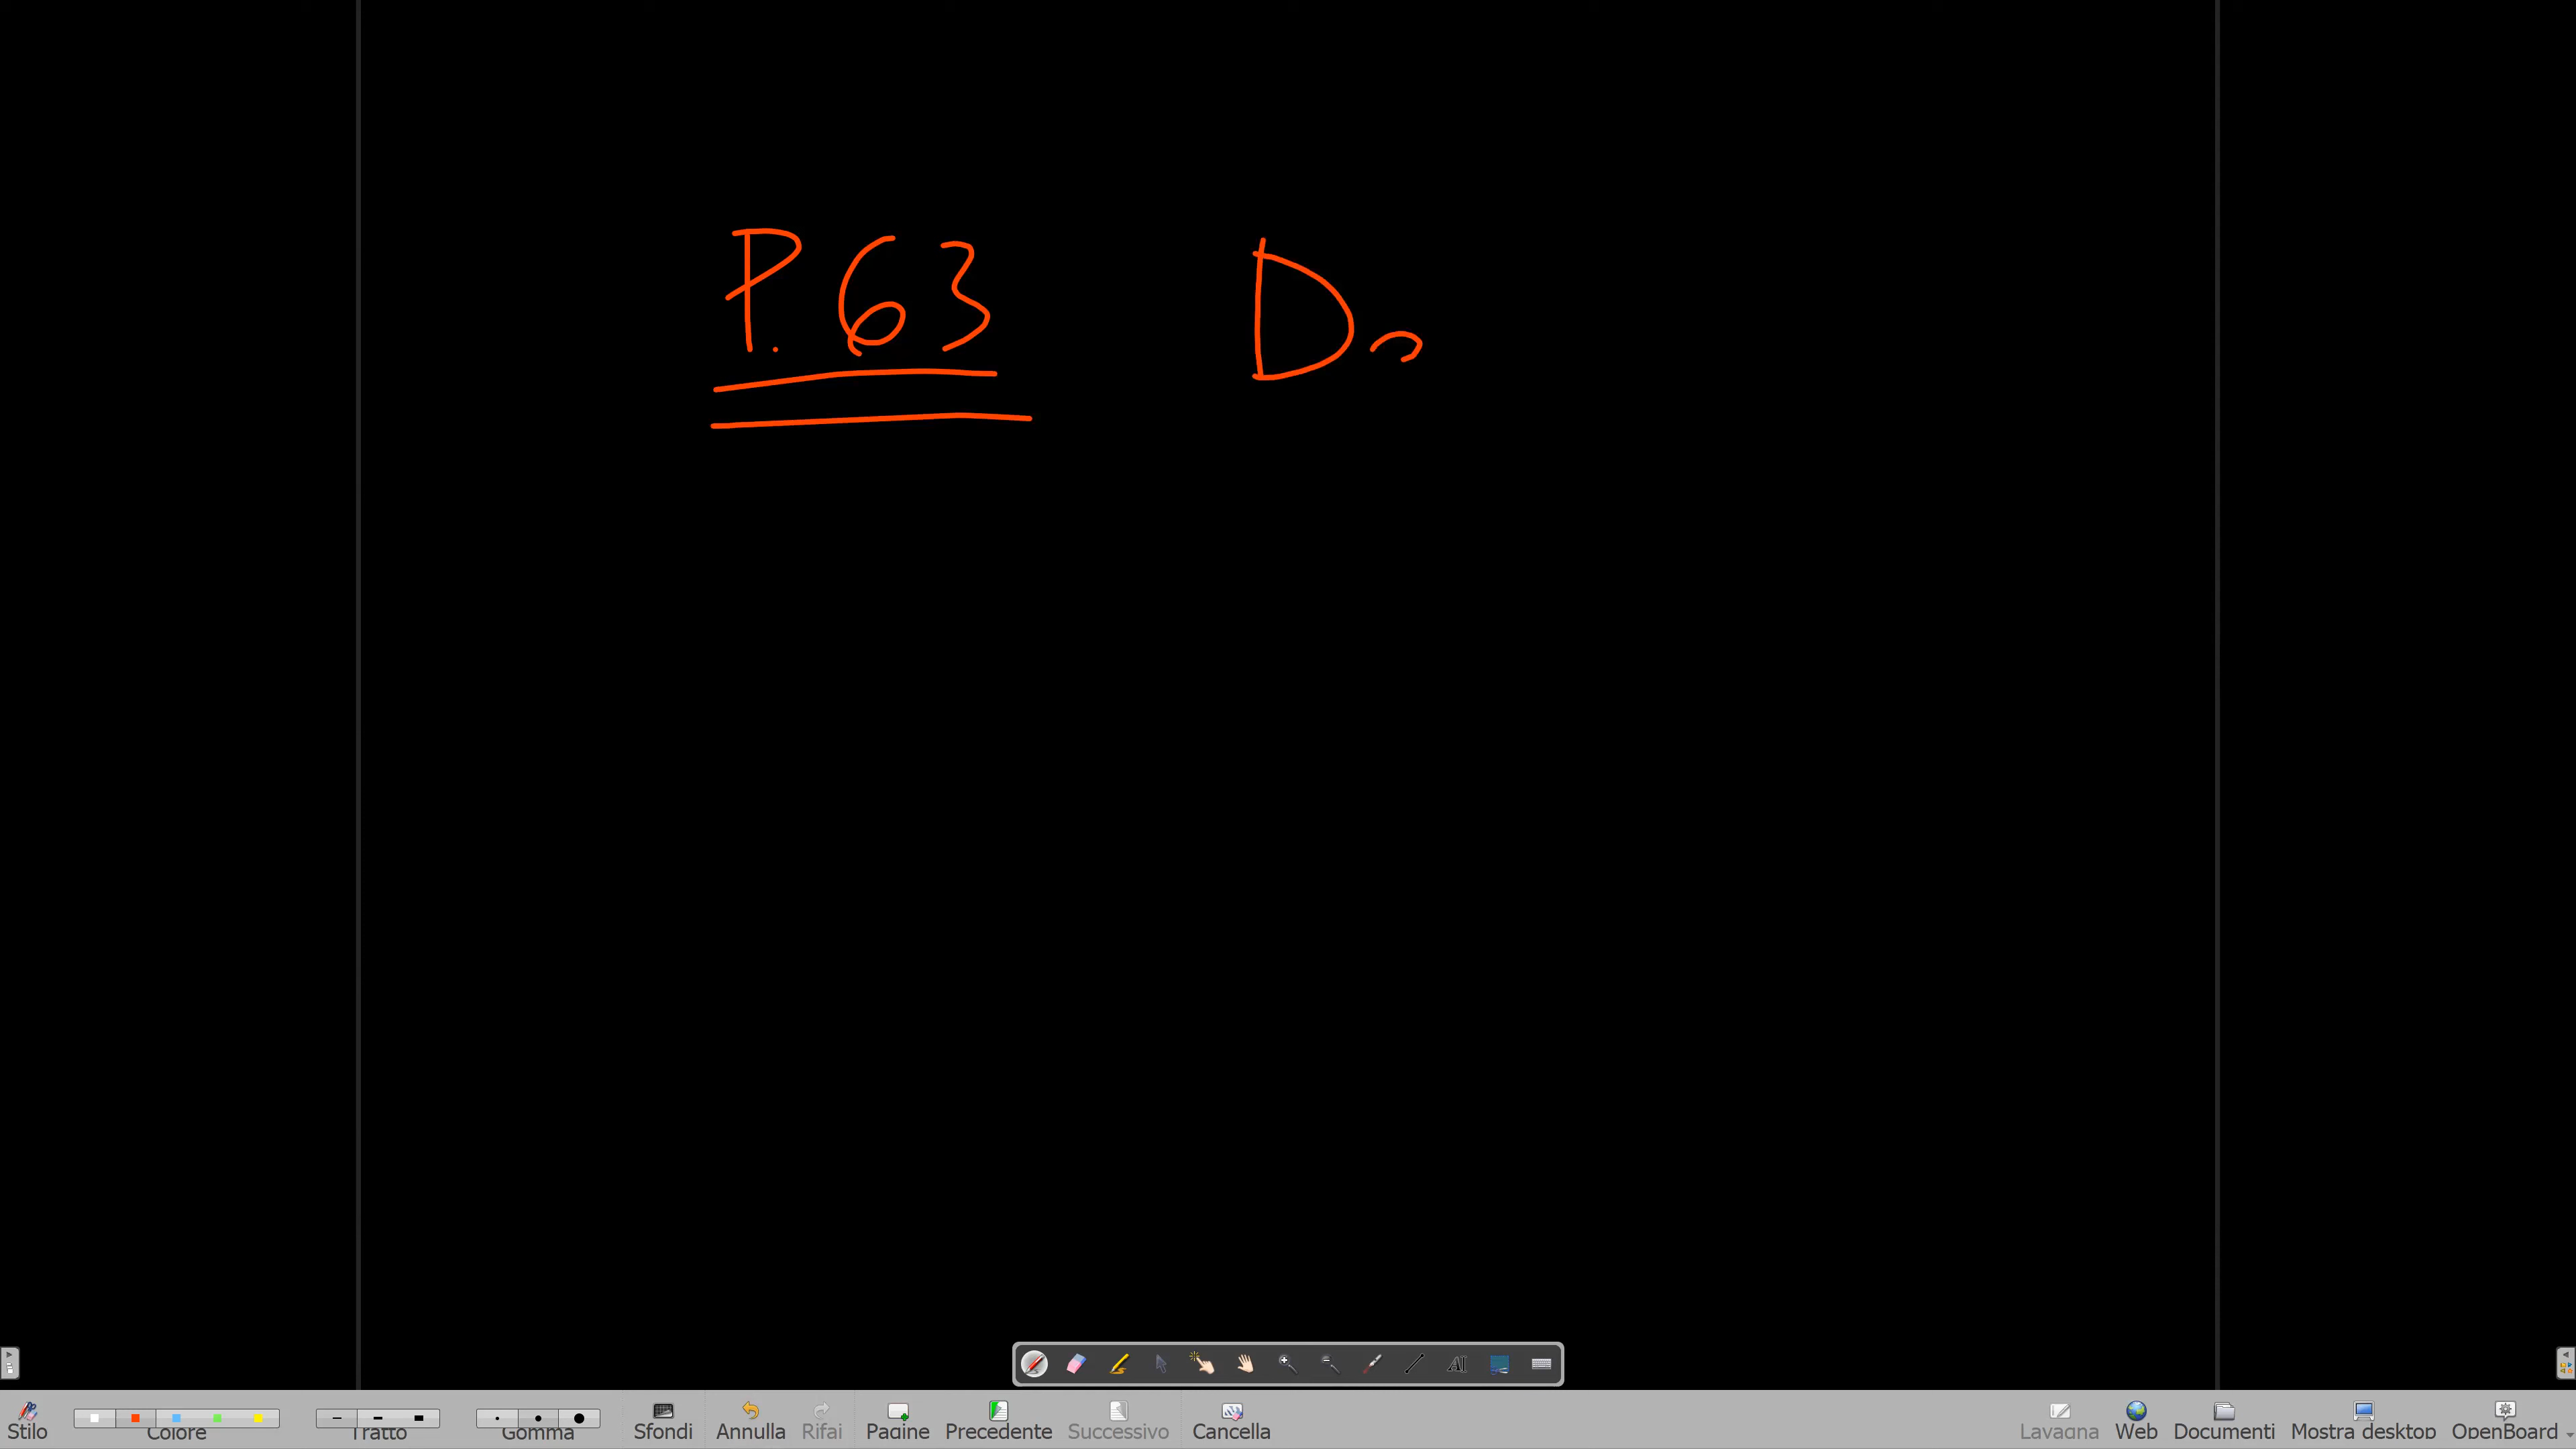 P. 63 D
Stilo Colore Tratto Gomma Sfondi Annulla Rifai Pagine Precedente Successivo Cancella Lavagna Web Documenti Mostra desktop OpenBoard